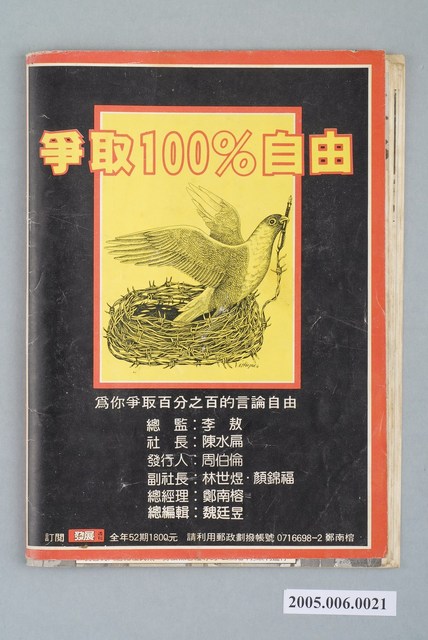 爭取100%自由
為你爭取百分之百的言論自由
總監：李敖
社長：陳水扁
發行人：周伯倫
副社長：林世煜·顏錦福
總經理：鄭南榕
總編輯：魏廷昱
訂閱 發展 全年52期1800元 請利用郵政劃撥帳號 0716698-2 鄭南榕
2005.006.0021